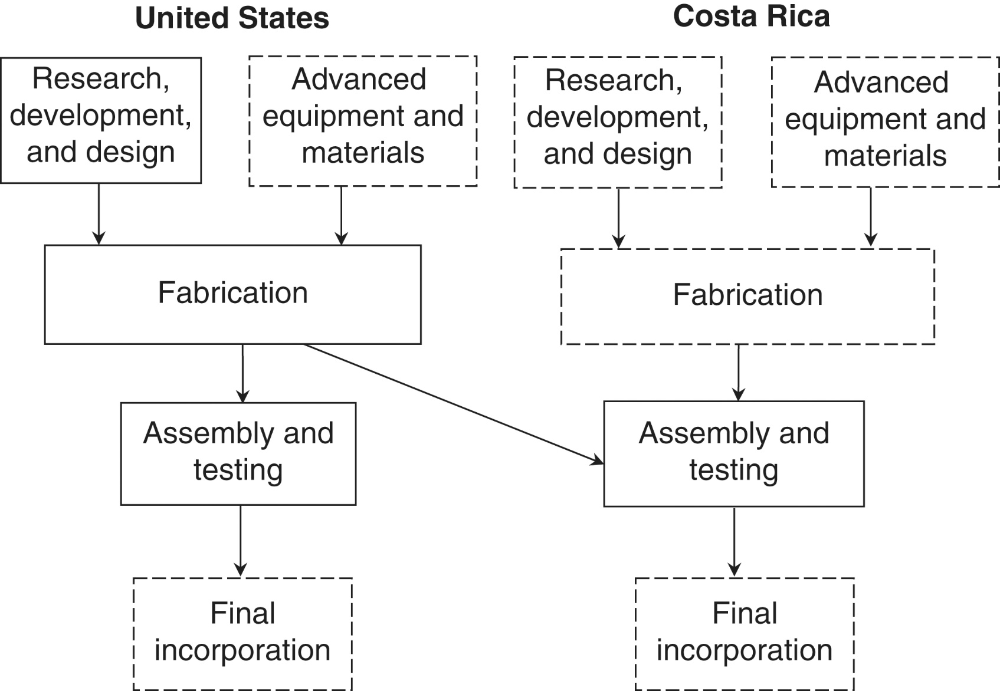 United States
Costa Rica
Research,
development,
and design
Advanced
equipment and
materials
Research,
development,
and design
Advanced
equipment and
materials
Fabrication
Fabrication
Assembly and
testing
Assembly and
testing
Final
incorporation
Final
incorporation